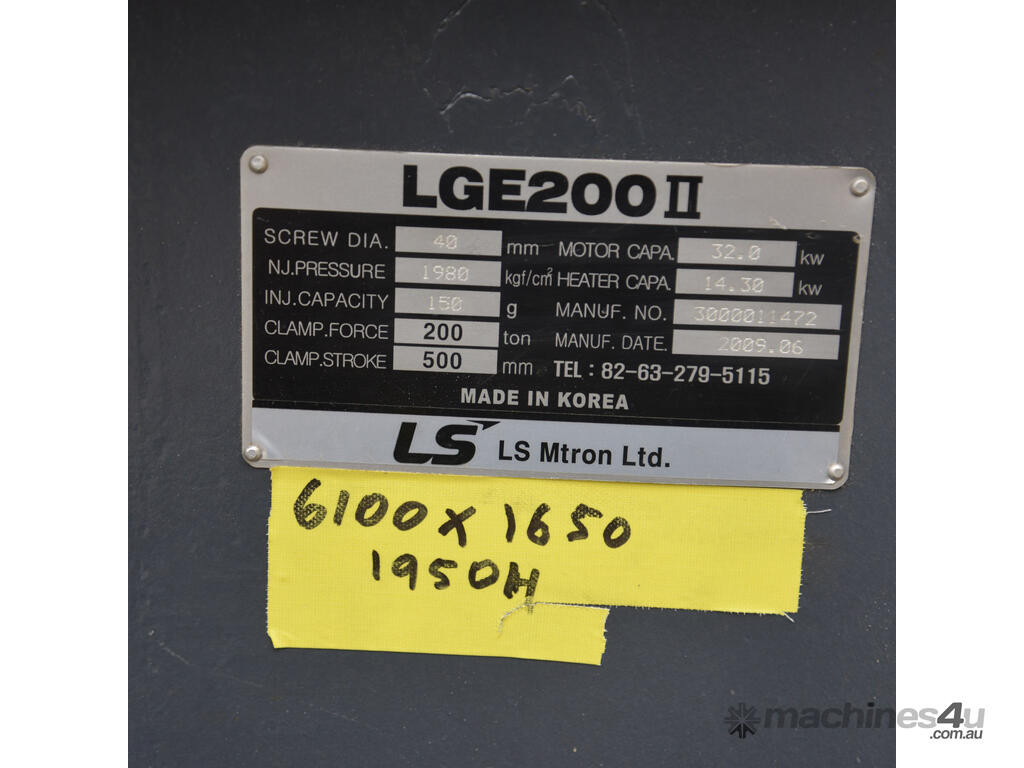 LGE200II
SCREW DIA. 40 mm
NJ.PRESSURE 1980 kgf/cm²
INJ.CAPACITY 150 g
CLAMP.FORCE 200 ton
CLAMP.STROKE 500 mm
MOTOR CAPA. 32.0 kw
HEATER CAPA. 14.30 kw
MANUF. NO. 3000011472
MANUF. DATE. 2009.06
TEL : 82-63-279-5115
MADE IN KOREA
LS LS Mtron Ltd.
6100 x 1650
1950H
machines4u
.com.au